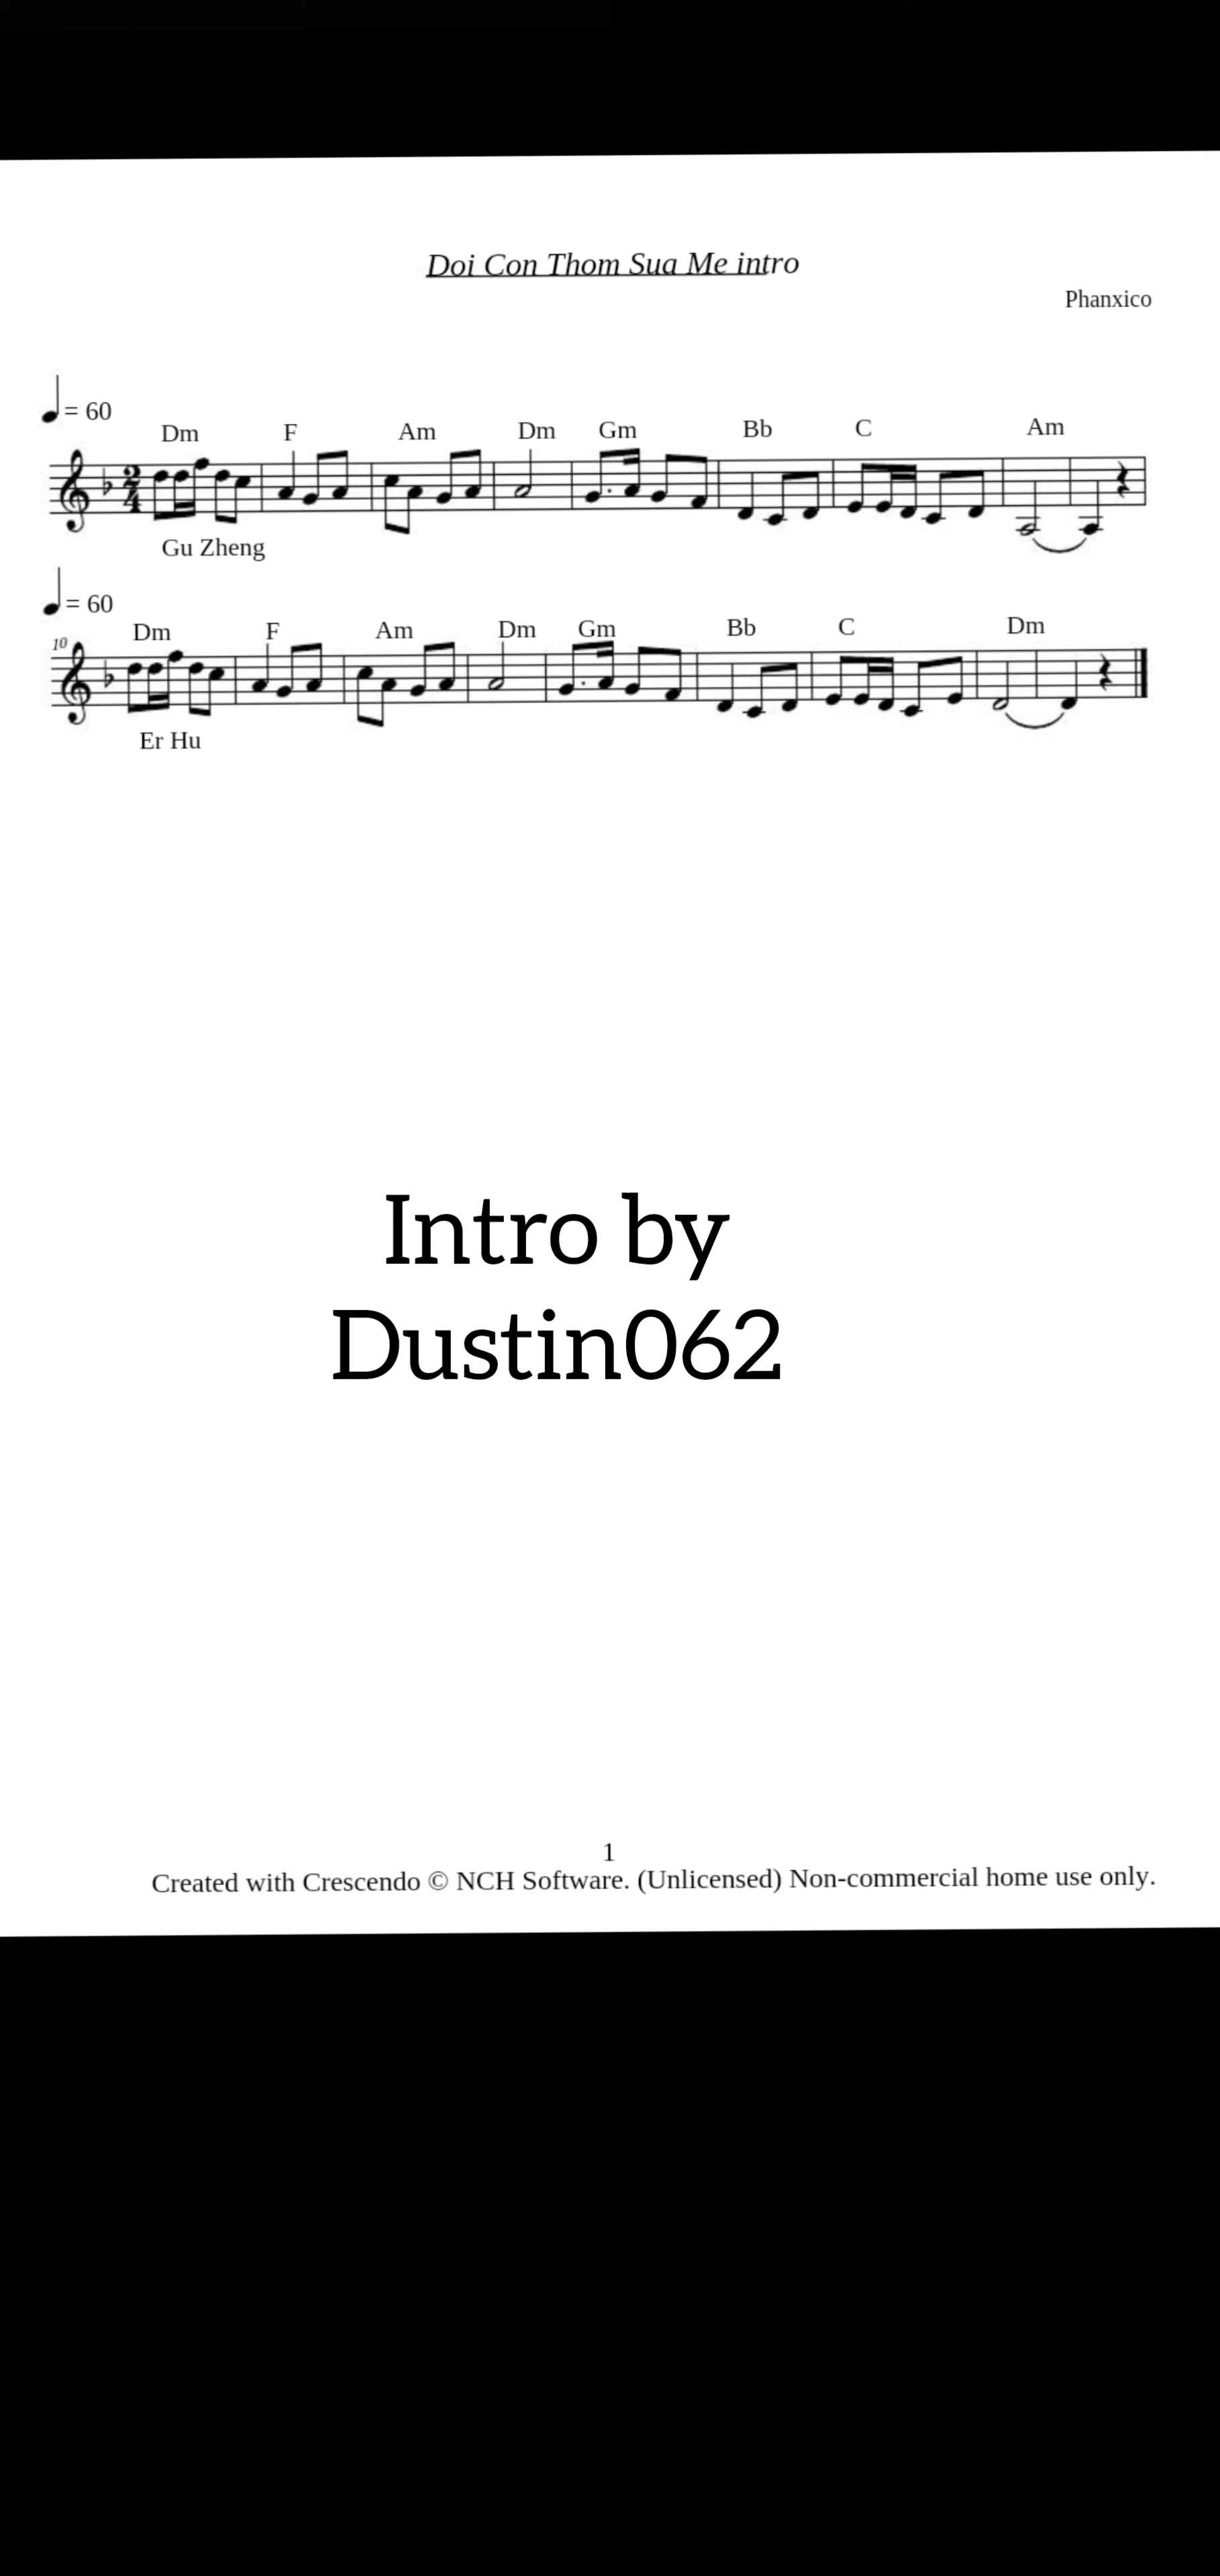 Doi Con Thom Sua Me intro
Phanxico
= 60
Dm F Am Dm Gm Bb C Am
2
4
Gu Zheng
= 60
10
Dm F Am Dm Gm Bb C Dm
Er Hu
Intro by
Dustin062
1
Created with Crescendo © NCH Software. (Unlicensed) Non-commercial home use only.